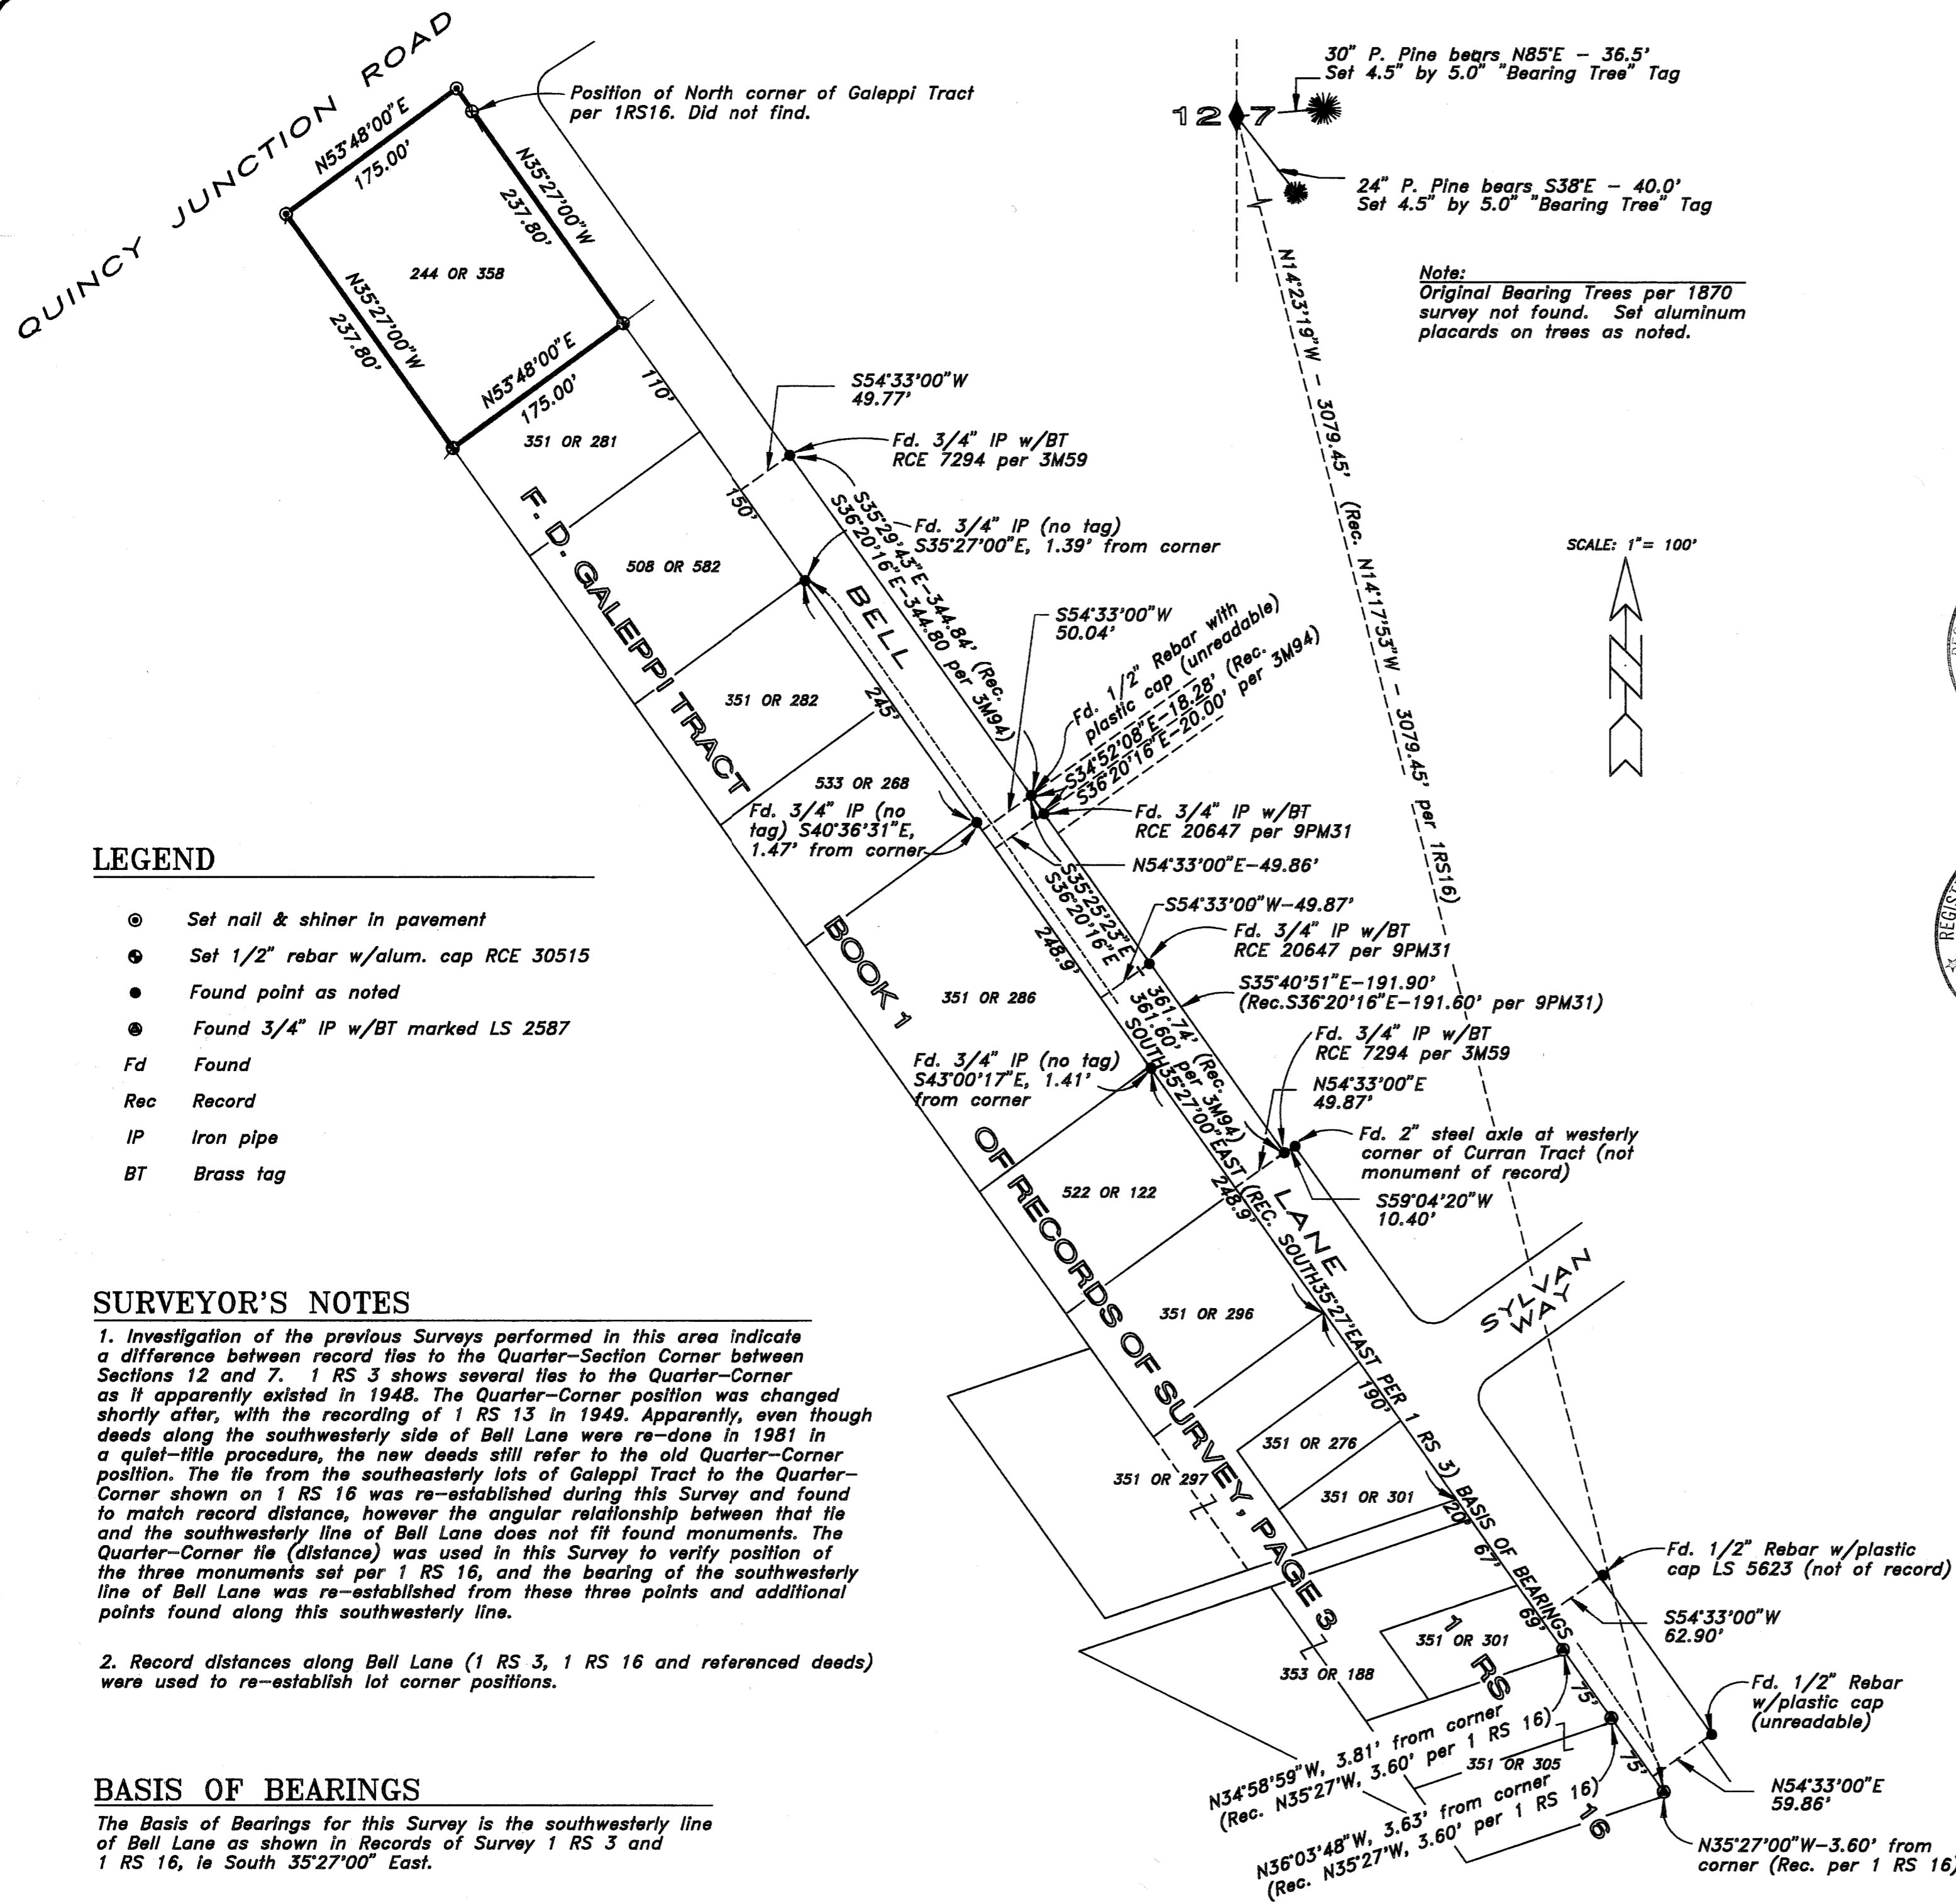 QUINCY JUNCTION ROAD
N53°48'00"E
175.00'
Position of North corner of Galeppi Tract
per 1RS16. Did not find.
N35°27'00"W
237.80'
244 OR 358
N35°27'00"W
237.80'
N53°48'00"E
175.00'
12 7
30" P. Pine bears N85°E - 36.5'
Set 4.5" by 5.0" "Bearing Tree" Tag
24" P. Pine bears S38°E - 40.0'
Set 4.5" by 5.0" "Bearing Tree" Tag
Note:
Original Bearing Trees per 1870
survey not found. Set aluminum
placards on trees as noted.
N14°23'19"W - 3079.45' (Rec. N14°17'53"W - 3079.45' per 1RS16)
SCALE: 1"= 100'
110'
351 OR 281
S54°33'00"W
49.77'
Fd. 3/4" IP w/BT
RCE 7294 per 3M59
150'
S35°29'43"E-344.84' (Rec.
S36°20'16"E-344.80 per 3M94)
Fd. 3/4" IP (no tag)
S35°27'00"E, 1.39' from corner
508 OR 582
F. D. GALEPPI TRACT
BELL
S54°33'00"W
50.04'
Fd. 1/2" Rebar with
plastic cap (unreadable)
S34°52'08"E-18.28' (Rec.
S36°20'16"E-20.00' per 3M94)
351 OR 282
245'
533 OR 268
Fd. 3/4" IP (no
tag) S40°36'31"E,
1.47' from corner
Fd. 3/4" IP w/BT
RCE 20647 per 9PM31
N54°33'00"E-49.86'
S35°25'23"E
S36°20'16"E
361.74' (Rec.
361.60' per 3M94)
S54°33'00"W-49.87'
Fd. 3/4" IP w/BT
RCE 20647 per 9PM31
248.9'
BOOK 1
351 OR 286
S35°40'51"E-191.90'
(Rec.S36°20'16"E-191.60' per 9PM31)
Fd. 3/4" IP w/BT
RCE 7294 per 3M59
Fd. 3/4" IP (no tag)
S43°00'17"E, 1.41'
from corner
N54°33'00"E
49.87'
Fd. 2" steel axle at westerly
corner of Curran Tract (not
monument of record)
S59°04'20"W
10.40'
522 OR 122
248.9'
SOUTH35°27'00"EAST (REC. SOUTH35°27'EAST PER 1 RS 3) BASIS OF BEARINGS
LANE
SYLVAN
WAY
OF RECORDS OF SURVEY, PAGE 3
351 OR 296
190'
351 OR 276
351 OR 297
351 OR 301
20'
67'
69'
Fd. 1/2" Rebar w/plastic
cap LS 5623 (not of record)
S54°33'00"W
62.90'
351 OR 301
353 OR 188
1 RS 16
75'
75'
Fd. 1/2" Rebar
w/plastic cap
(unreadable)
N34°58'59"W, 3.81' from corner
(Rec. N35°27'W, 3.60' per 1 RS 16)
351 OR 305
N36°03'48"W, 3.63' from corner
(Rec. N35°27'W, 3.60' per 1 RS 16)
N54°33'00"E
59.86'
N35°27'00"W-3.60' from
corner (Rec. per 1 RS 16)
LEGEND
Set nail & shiner in pavement
Set 1/2" rebar w/alum. cap RCE 30515
Found point as noted
Found 3/4" IP w/BT marked LS 2587
Fd Found
Rec Record
IP Iron pipe
BT Brass tag
SURVEYOR'S NOTES
1. Investigation of the previous Surveys performed in this area indicate
a difference between record ties to the Quarter-Section Corner between
Sections 12 and 7. 1 RS 3 shows several ties to the Quarter-Corner
as it apparently existed in 1948. The Quarter-Corner position was changed
shortly after, with the recording of 1 RS 13 in 1949. Apparently, even though
deeds along the southwesterly side of Bell Lane were re-done in 1981 in
a quiet-title procedure, the new deeds still refer to the old Quarter-Corner
position. The tie from the southeasterly lots of Galeppi Tract to the Quarter-
Corner shown on 1 RS 16 was re-established during this Survey and found
to match record distance, however the angular relationship between that tie
and the southwesterly line of Bell Lane does not fit found monuments. The
Quarter-Corner tie (distance) was used in this Survey to verify position of
the three monuments set per 1 RS 16, and the bearing of the southwesterly
line of Bell Lane was re-established from these three points and additional
points found along this southwesterly line.
2. Record distances along Bell Lane (1 RS 3, 1 RS 16 and referenced deeds)
were used to re-establish lot corner positions.
BASIS OF BEARINGS
The Basis of Bearings for this Survey is the southwesterly line
of Bell Lane as shown in Records of Survey 1 RS 3 and
1 RS 16, ie South 35°27'00" East.